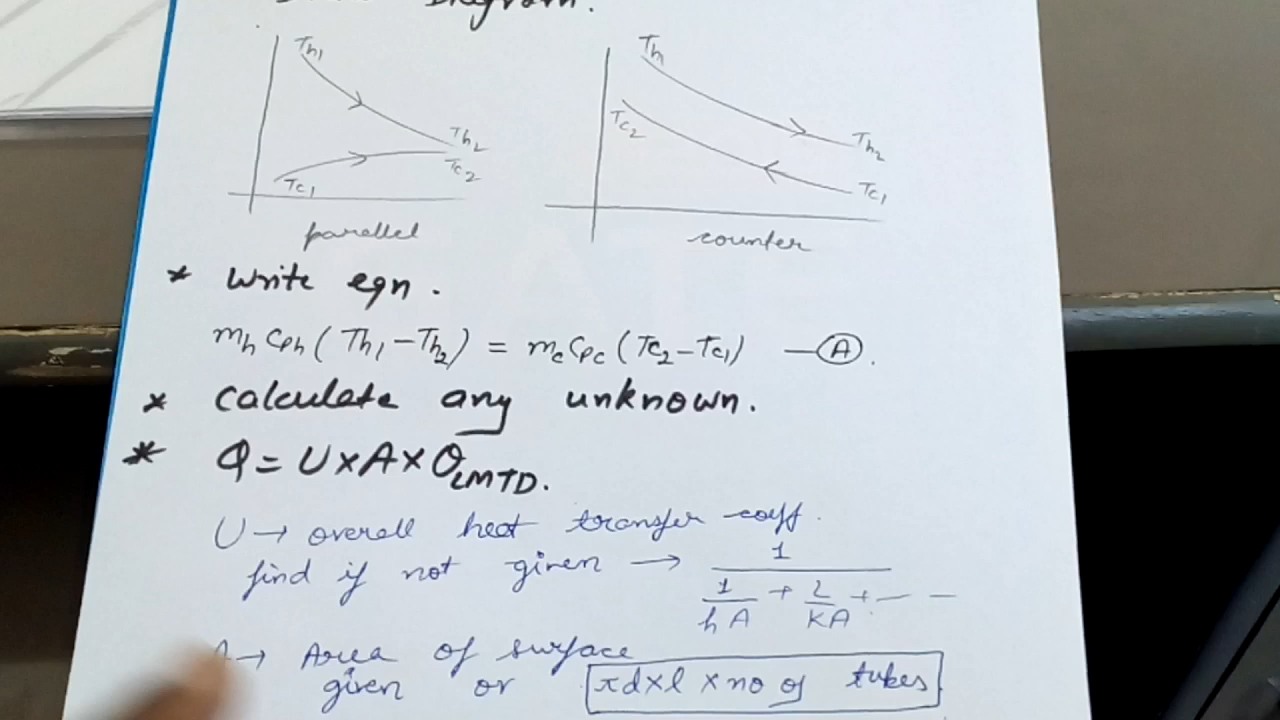 Diagram.
Th1
Th2
Tc2
Tc1
parallel
Th1
Tc2
Th2
Tc1
counter
* Write eqn.
mh Cph (Th1 - Th2) = mc Cpc (Tc2 - Tc1) — A.
* Calculate any unknown.
* Q = U × A × θLMTD.
U → overall heat transfer coeff.
find if not given → 1 / (1/hA + L/KA + - -
A → Area of surface
given or πd×l × no of tubes